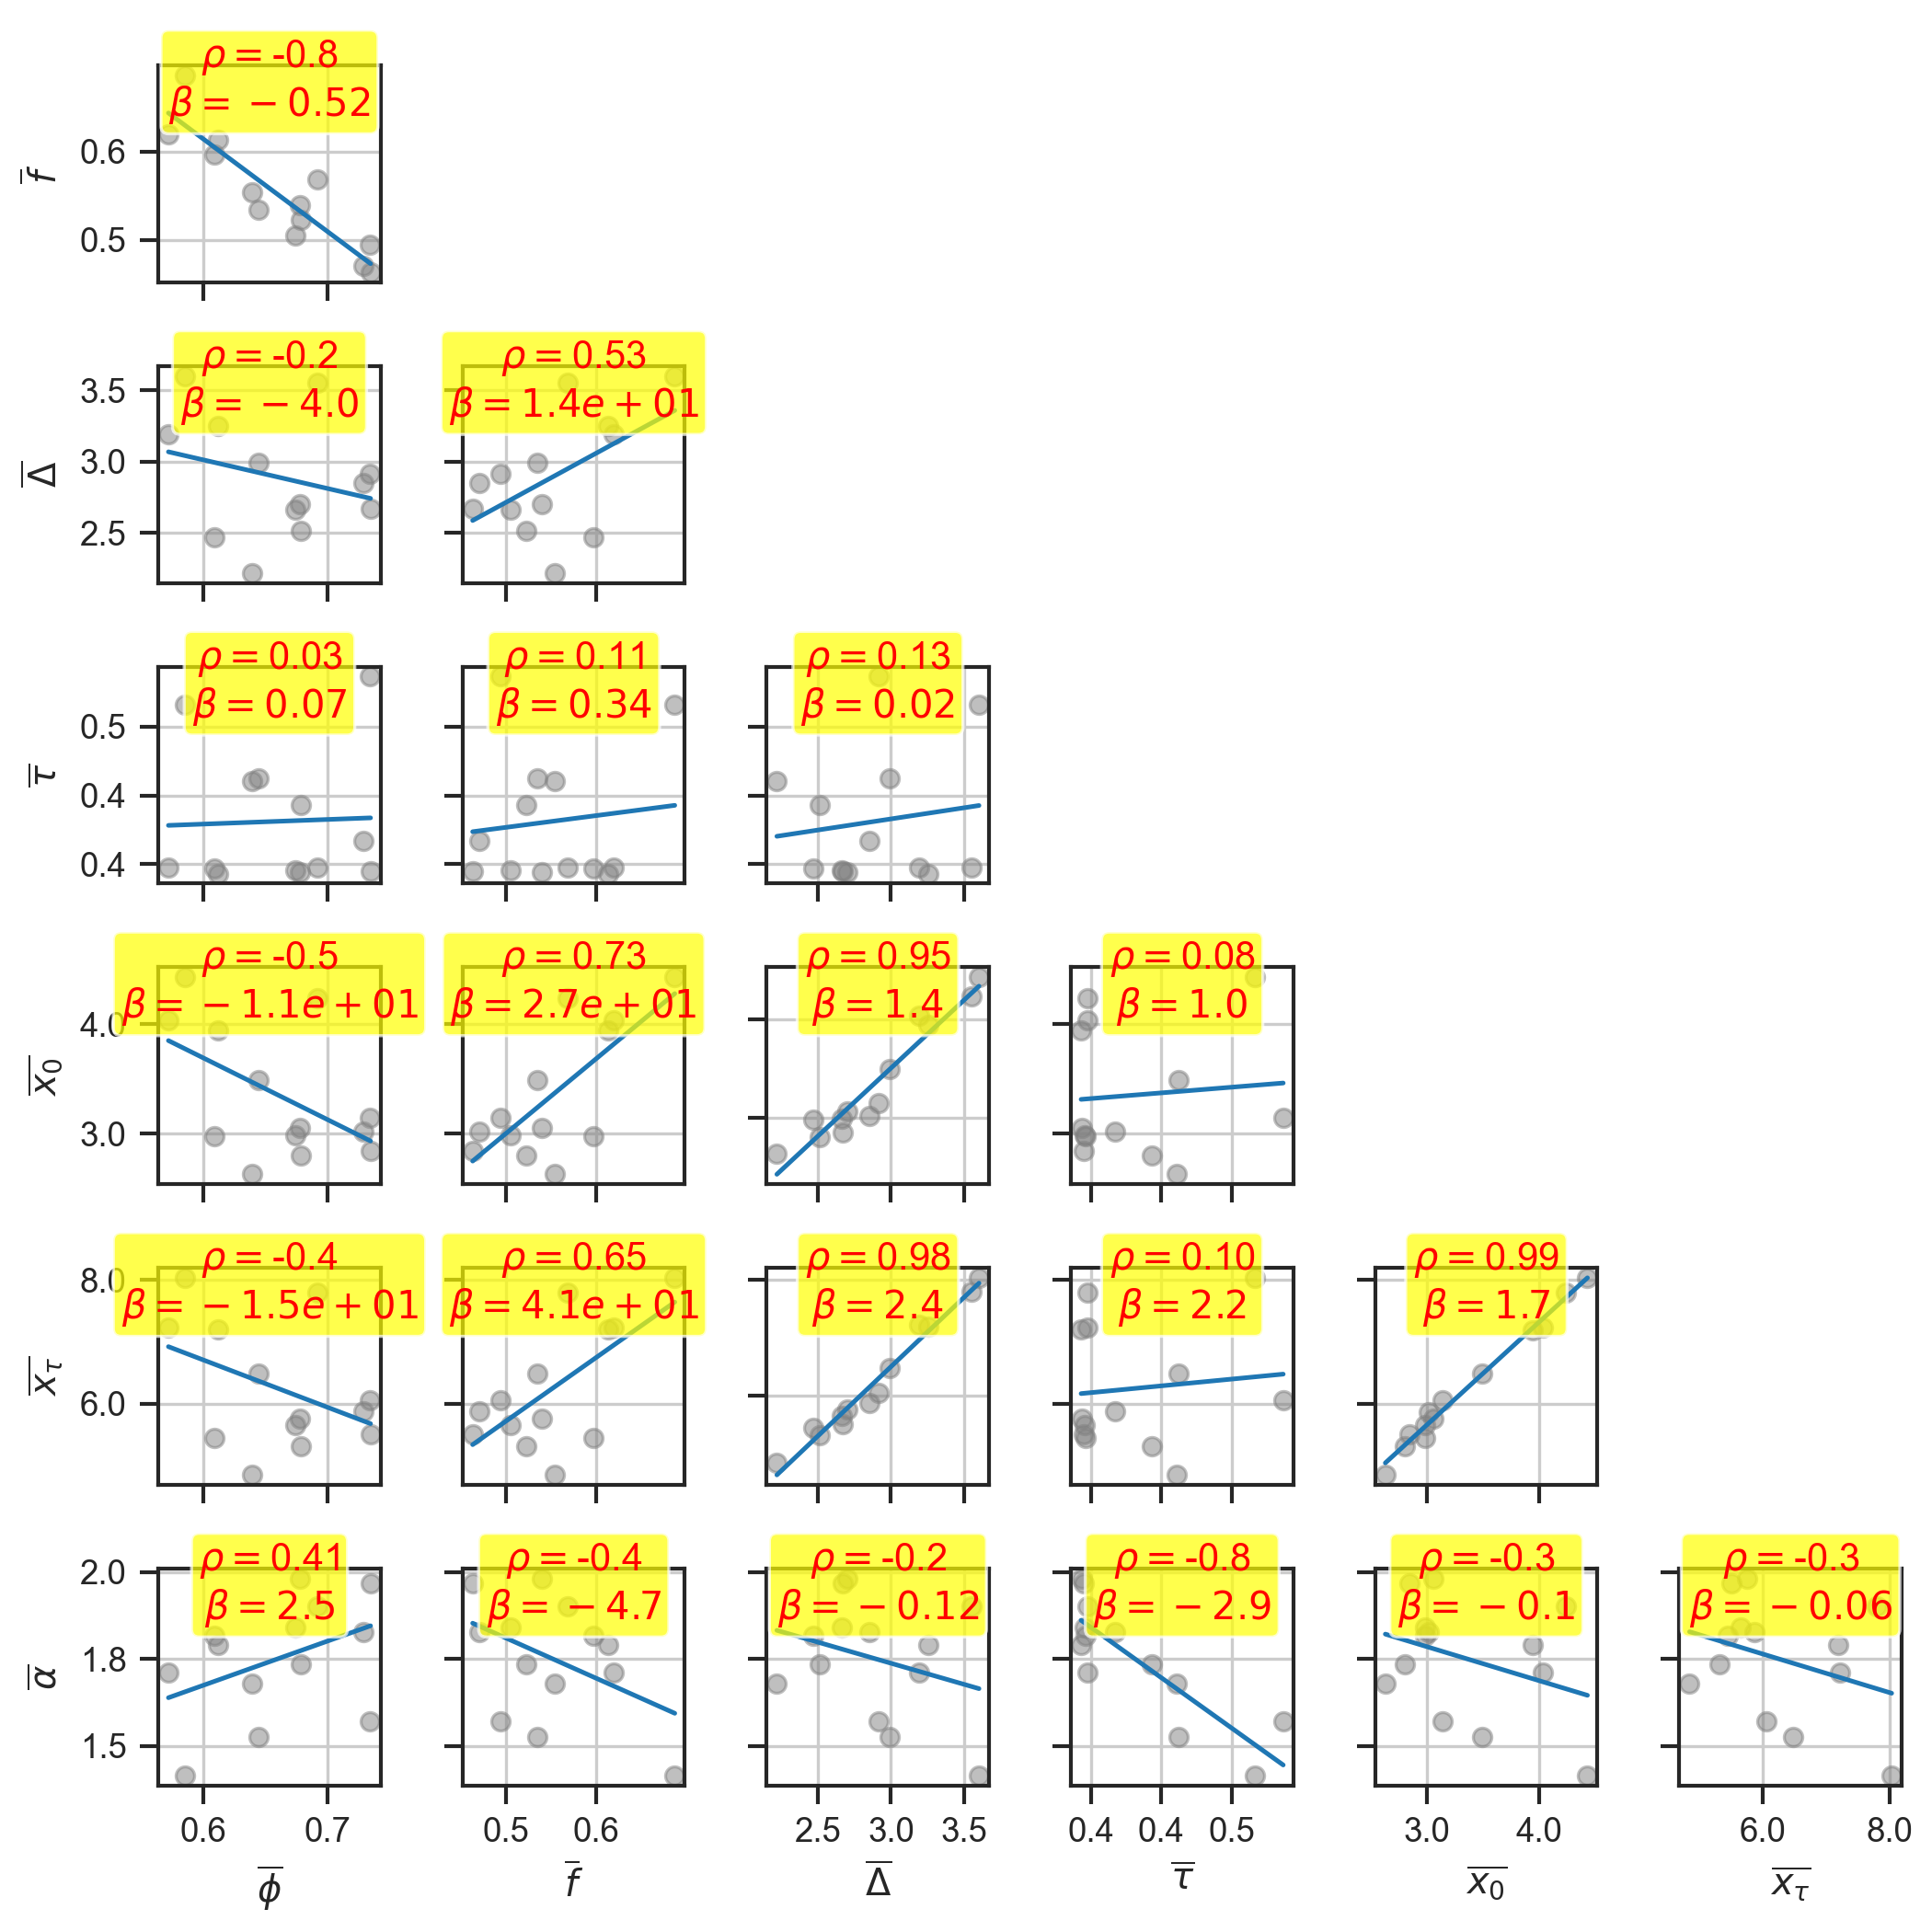 ρ = -0.8
β = −0.52
0.6
0.5
f̅
ρ = -0.2
β = −4.0
ρ = 0.53
β = 1.4e + 01
3.5
3.0
2.5
Δ̅
ρ = 0.03
β = 0.07
ρ = 0.11
β = 0.34
ρ = 0.13
β = 0.02
0.5
0.4
0.4
τ̅
ρ = -0.5
β = −1.1e + 01
ρ = 0.73
β = 2.7e + 01
ρ = 0.95
β = 1.4
ρ = 0.08
β = 1.0
4.0
3.0
x₀̅
ρ = -0.4
β = −1.5e + 01
ρ = 0.65
β = 4.1e + 01
ρ = 0.98
β = 2.4
ρ = 0.10
β = 2.2
ρ = 0.99
β = 1.7
8.0
6.0
x_τ̅
ρ = 0.41
β = 2.5
ρ = -0.4
β = −4.7
ρ = -0.2
β = −0.12
ρ = -0.8
β = −2.9
ρ = -0.3
β = −0.1
ρ = -0.3
β = −0.06
2.0
1.8
1.5
α̅
0.6 0.7 0.5 0.6 2.5 3.0 3.5 0.4 0.4 0.5 3.0 4.0 6.0 8.0
ϕ̅ f̅ Δ̅ τ̅ x₀̅ x_τ̅